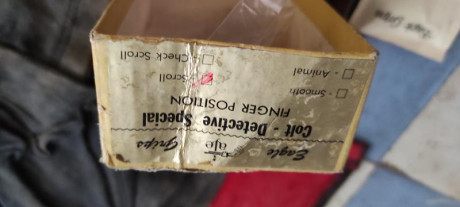 Eagle Grips
Colt - Detective Special
FINGER POSITION
- Smooth Scroll
- Animal Check Scroll